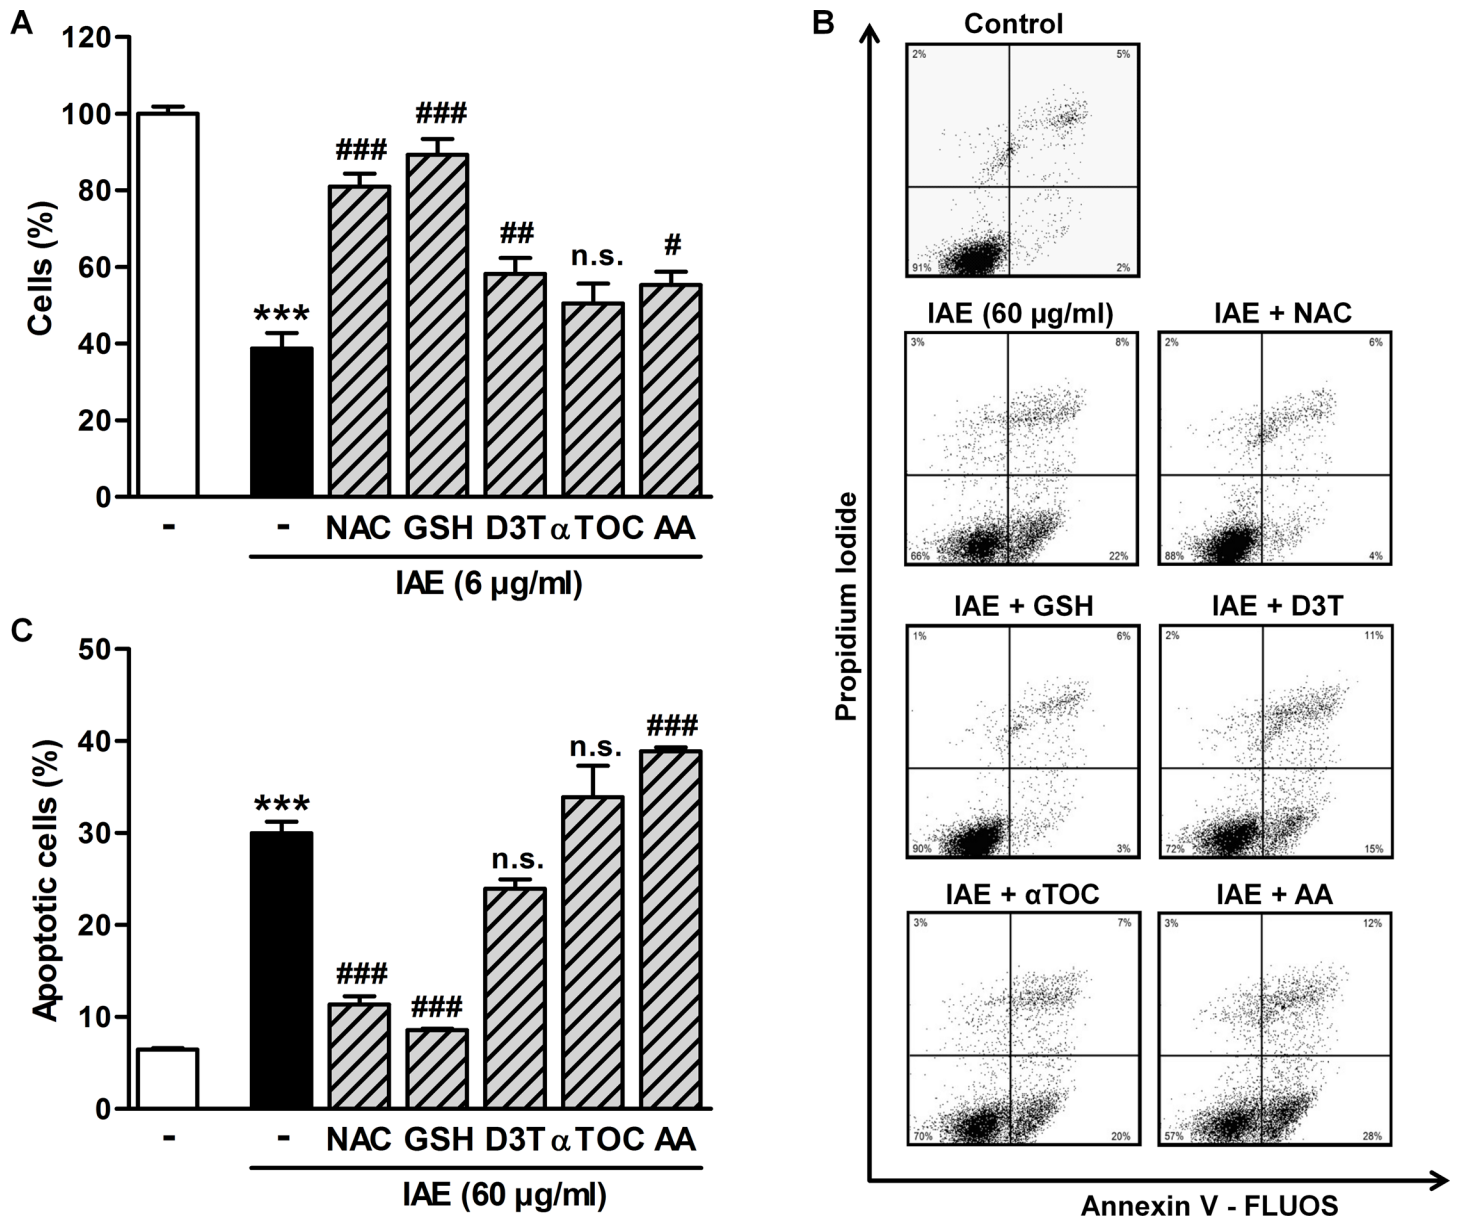 A
120
100
80
60
40
20
0
Cells (%)
***
###
###
##
n.s.
#
- - NAC GSH D3T αTOC AA
IAE (6 µg/ml)
B
Propidium Iodide
Annexin V - FLUOS
Control
2% 5%
91% 2%
IAE (60 µg/ml)
3% 8%
66% 22%
IAE + NAC
2% 6%
88% 4%
IAE + GSH
1% 6%
90% 3%
IAE + D3T
2% 11%
72% 15%
IAE + αTOC
3% 7%
70% 20%
IAE + AA
3% 12%
57% 28%
C
50
40
30
20
10
0
Apoptotic cells (%)
***
###
###
n.s.
n.s.
###
- - NAC GSH D3T αTOC AA
IAE (60 µg/ml)